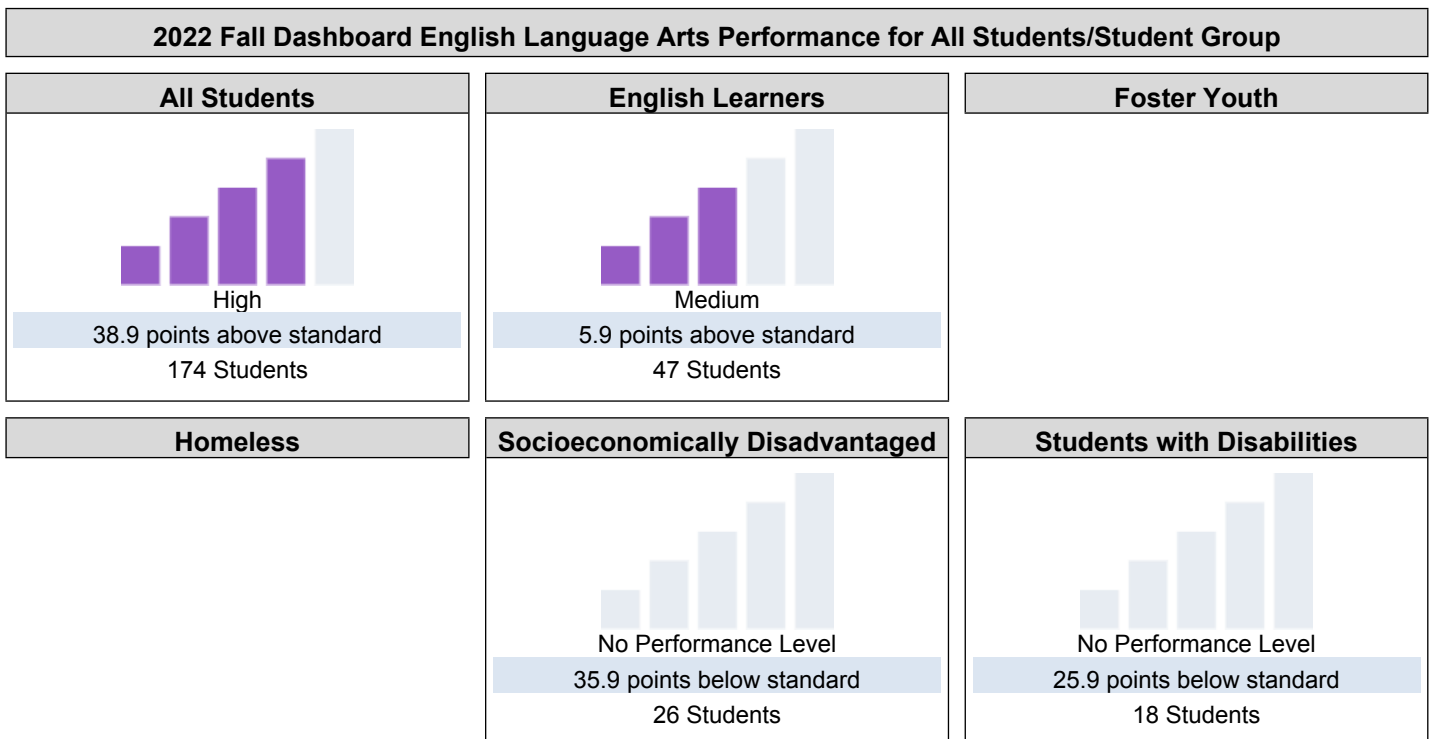 2022 Fall Dashboard English Language Arts Performance for All Students/Student Group
All Students
High
38.9 points above standard
174 Students
English Learners
Medium
5.9 points above standard
47 Students
Foster Youth
Homeless
Socioeconomically Disadvantaged
No Performance Level
35.9 points below standard
26 Students
Students with Disabilities
No Performance Level
25.9 points below standard
18 Students